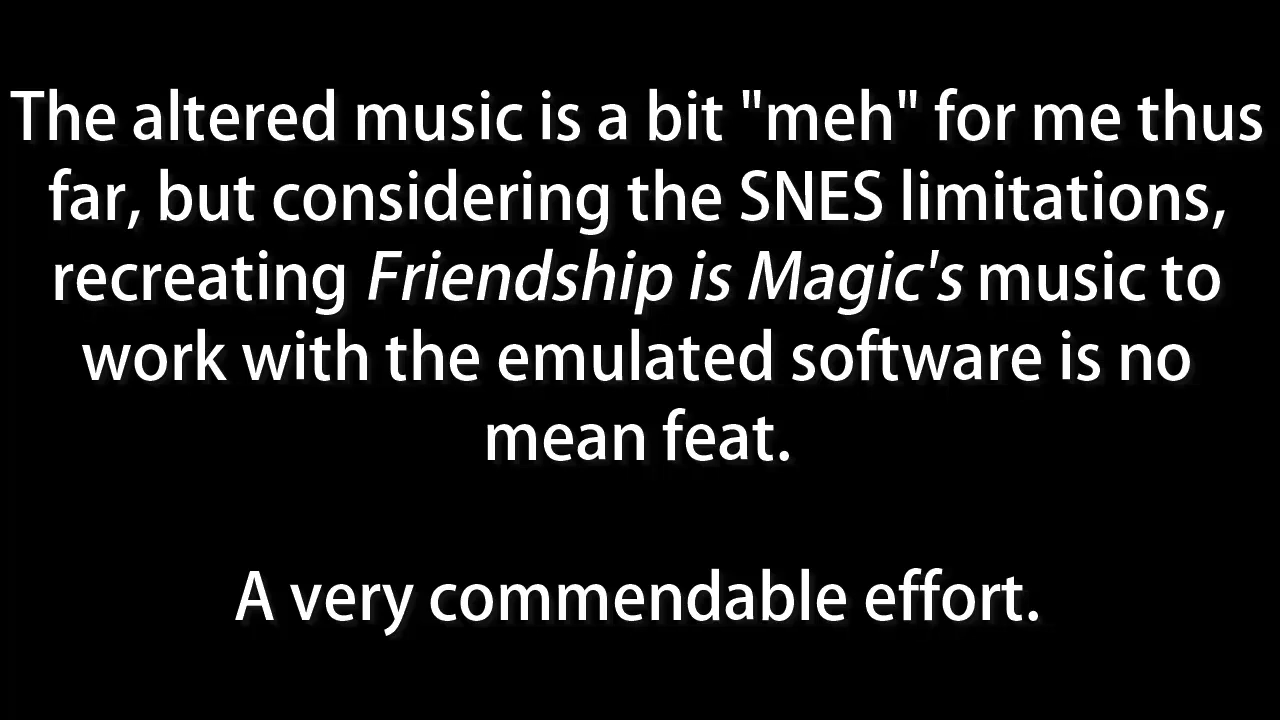 The altered music is a bit "meh" for me thus
far, but considering the SNES limitations,
recreating Friendship is Magic's music to
work with the emulated software is no
mean feat.
A very commendable effort.